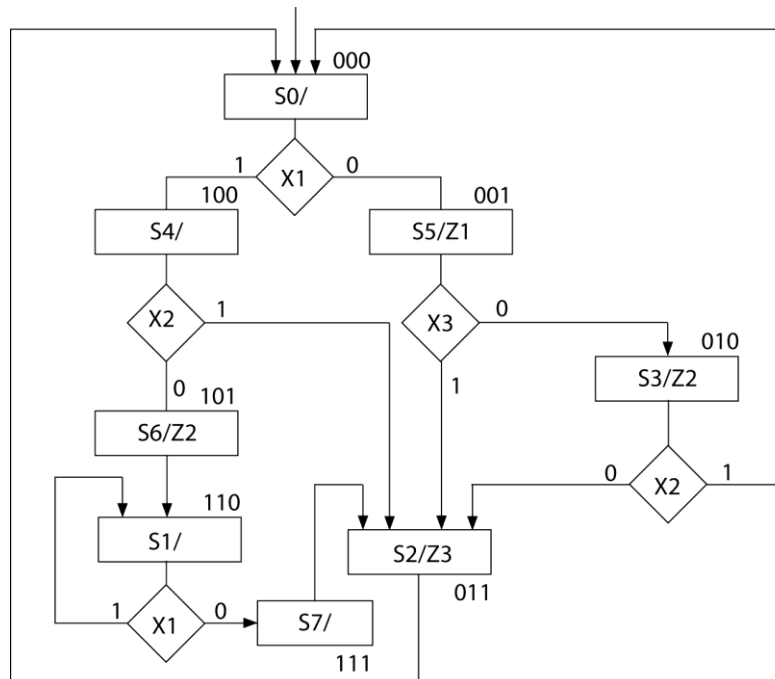 000
S0/
1 X1 0
100
S4/
001
S5/Z1
X2 1
X3 0
0
1
010
S3/Z2
101
S6/Z2
0 X2 1
110
S1/
S2/Z3
011
1 X1 0
S7/
111